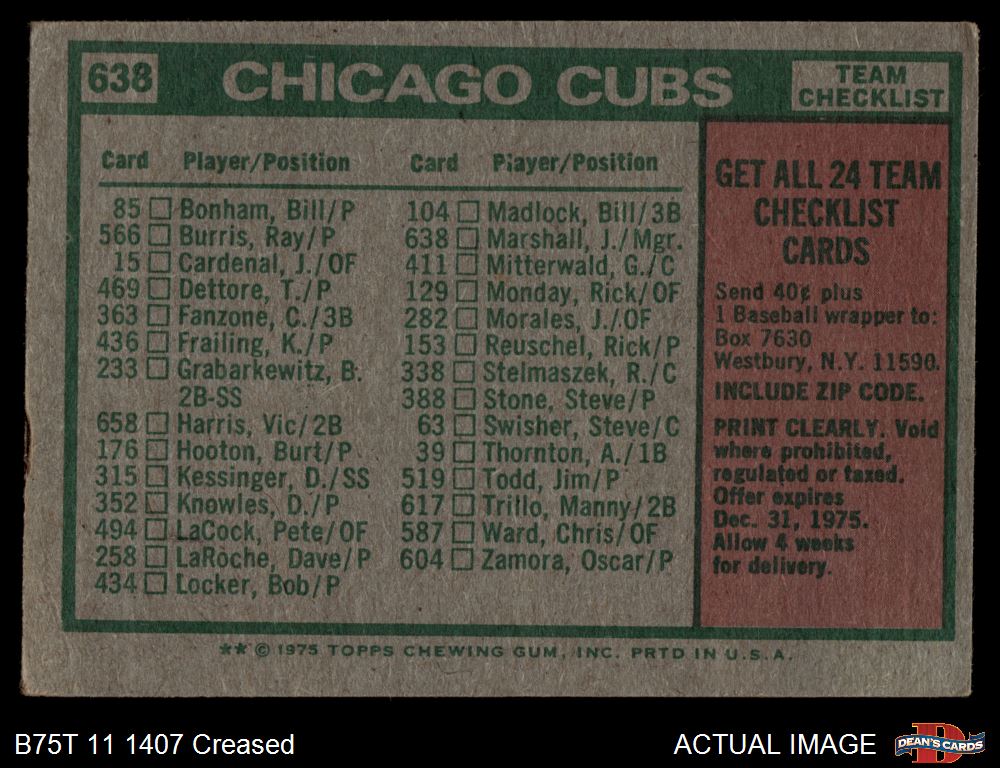 638
CHICAGO CUBS
TEAM
CHECKLIST
Card Player/Position
85 Bonham, Bill/P
566 Burris, Ray/P
15 Cardenal, J./OF
469 Dettore, T./P
363 Fanzone, C./3B
436 Frailing, K./P
233 Grabarkewitz, B.
2B-SS
658 Harris, Vic/2B
176 Hooton, Burt/P
315 Kessinger, D./SS
352 Knowles, D./P
494 LaCock, Pete/OF
258 LaRoche, Dave/P
434 Locker, Bob/P
Card Player/Position
104 Madlock, Bill/3B
638 Marshall, J./Mgr.
411 Mitterwald, G./C
129 Monday, Rick/OF
282 Morales, J./OF
153 Reuschel, Rick/P
338 Stelmaszek, R./C
388 Stone, Steve/P
63 Swisher, Steve/C
39 Thornton, A./1B
519 Todd, Jim/P
617 Trillo, Manny/2B
587 Ward, Chris/OF
604 Zamora, Oscar/P
GET ALL 24 TEAM
CHECKLIST
CARDS
Send 40¢ plus
1 Baseball wrapper to:
Box 7630
Westbury, N.Y. 11590.
INCLUDE ZIP CODE.
PRINT CLEARLY. Void
where prohibited,
regulated or taxed.
Offer expires
Dec. 31, 1975.
Allow 4 weeks
for delivery.
** © 1975 TOPPS CHEWING GUM, INC. PRTD IN U.S.A.
B75T 11 1407 Creased
ACTUAL IMAGE
DEAN'S CARDS